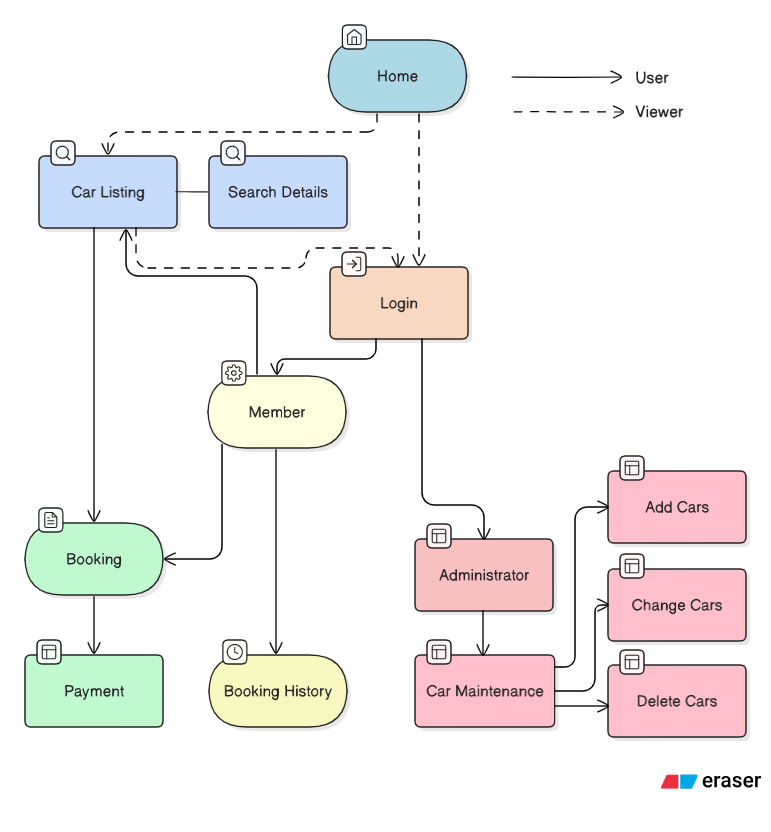 Home
User
Viewer
Car Listing
Search Details
Login
Member
Add Cars
Booking
Administrator
Change Cars
Payment
Booking History
Car Maintenance
Delete Cars
eraser